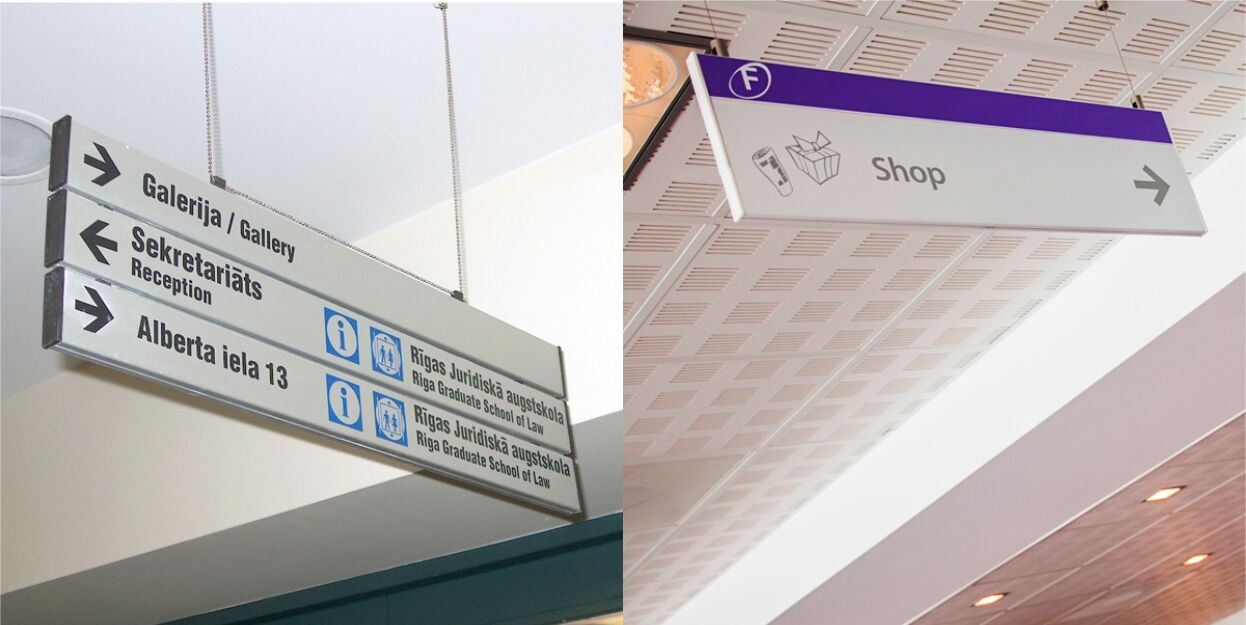 Galerija / Gallery
Sekretariāts
Reception
i
Rīgas Juridiskā augstskola
Riga Graduate School of Law
Alberta iela 13
i
Rīgas Juridiskā augstskola
Riga Graduate School of Law
F
Shop